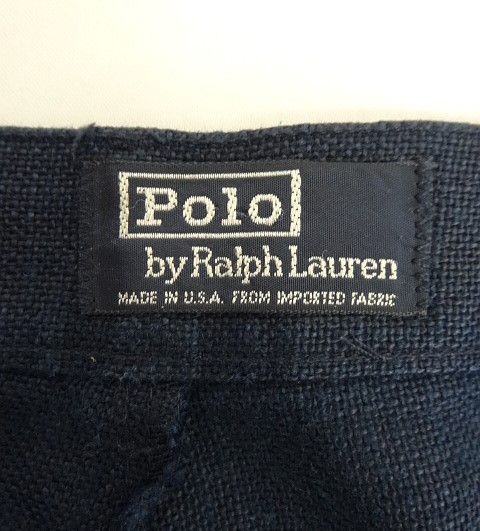 Polo
by Ralph Lauren
MADE IN U.S.A. FROM IMPORTED FABRIC